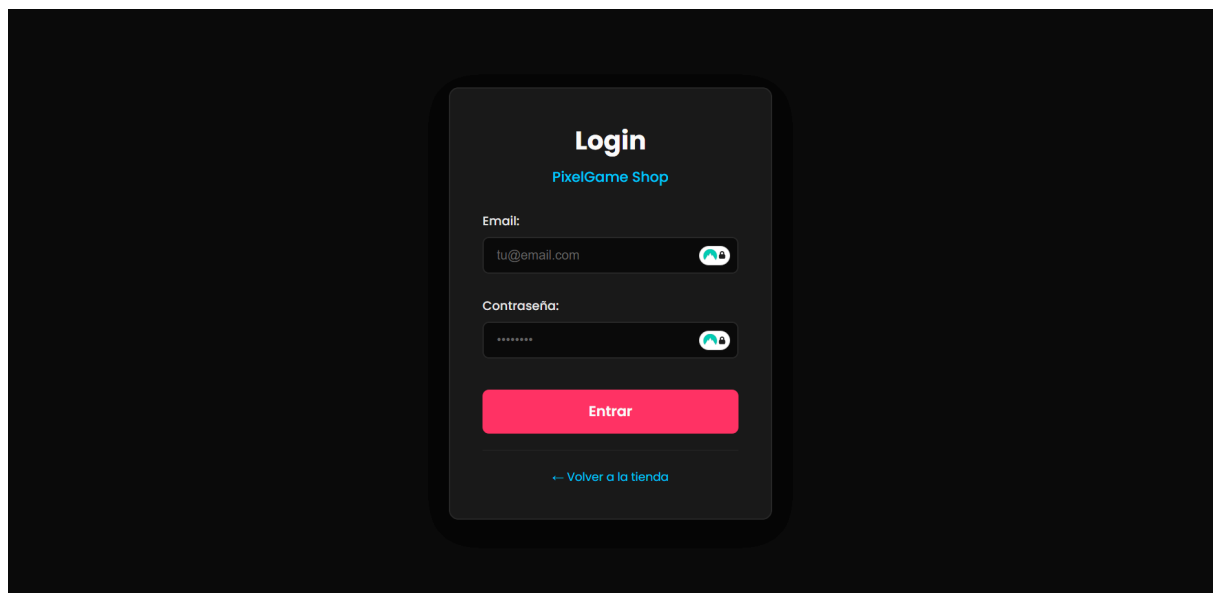 Login
PixelGame Shop
Email:
tu@email.com
Contraseña:
••••••••
Entrar
← Volver a la tienda